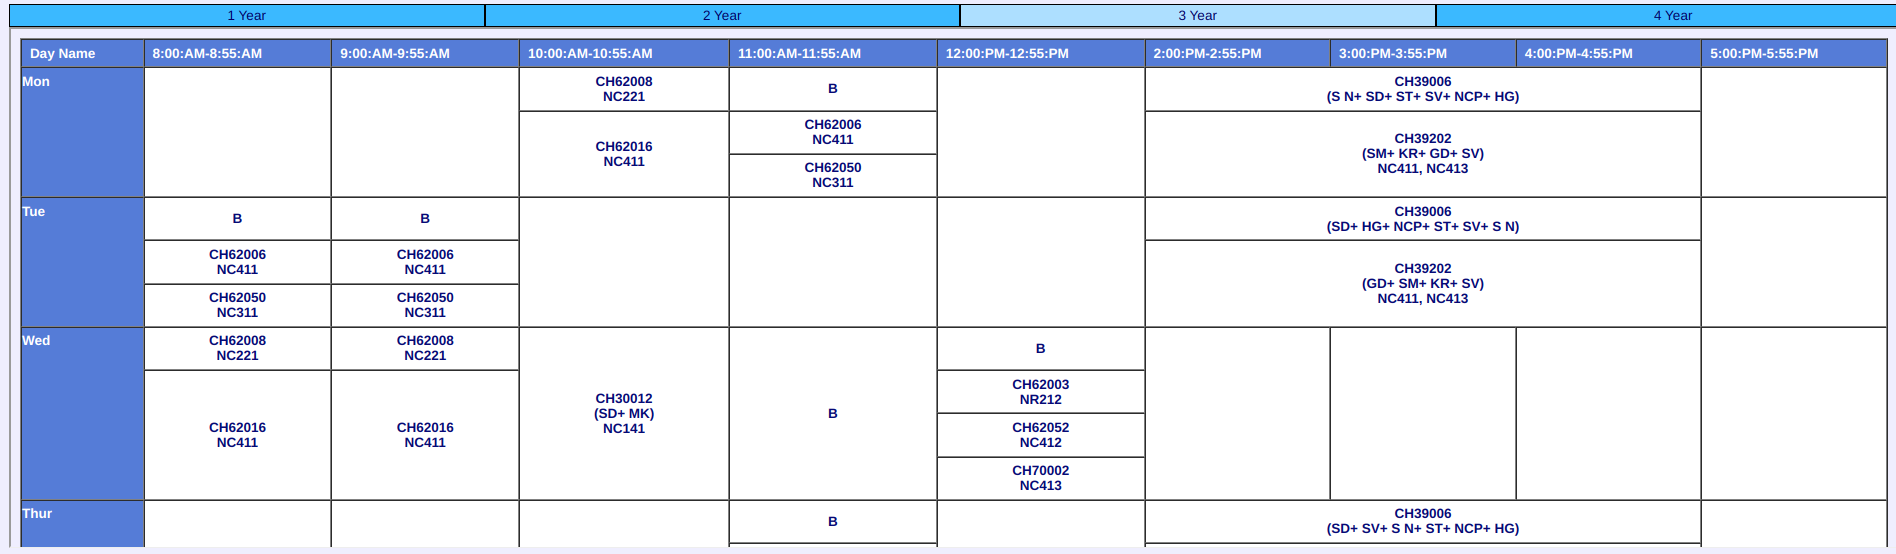 1 Year
2 Year
3 Year
4 Year
Day Name
8:00:AM-8:55:AM
9:00:AM-9:55:AM
10:00:AM-10:55:AM
11:00:AM-11:55:AM
12:00:PM-12:55:PM
2:00:PM-2:55:PM
3:00:PM-3:55:PM
4:00:PM-4:55:PM
5:00:PM-5:55:PM
Mon
CH62008
NC221
CH62016
NC411
B
CH62006
NC411
CH62050
NC311
CH39006
(S N+ SD+ ST+ SV+ NCP+ HG)
CH39202
(SM+ KR+ GD+ SV)
NC411, NC413
Tue
B
CH62006
NC411
CH62050
NC311
B
CH62006
NC411
CH62050
NC311
CH39006
(SD+ HG+ NCP+ ST+ SV+ S N)
CH39202
(GD+ SM+ KR+ SV)
NC411, NC413
Wed
CH62008
NC221
CH62016
NC411
CH62008
NC221
CH62016
NC411
CH30012
(SD+ MK)
NC141
B
B
CH62003
NR212
CH62052
NC412
CH70002
NC413
Thur
B
CH39006
(SD+ SV+ S N+ ST+ NCP+ HG)